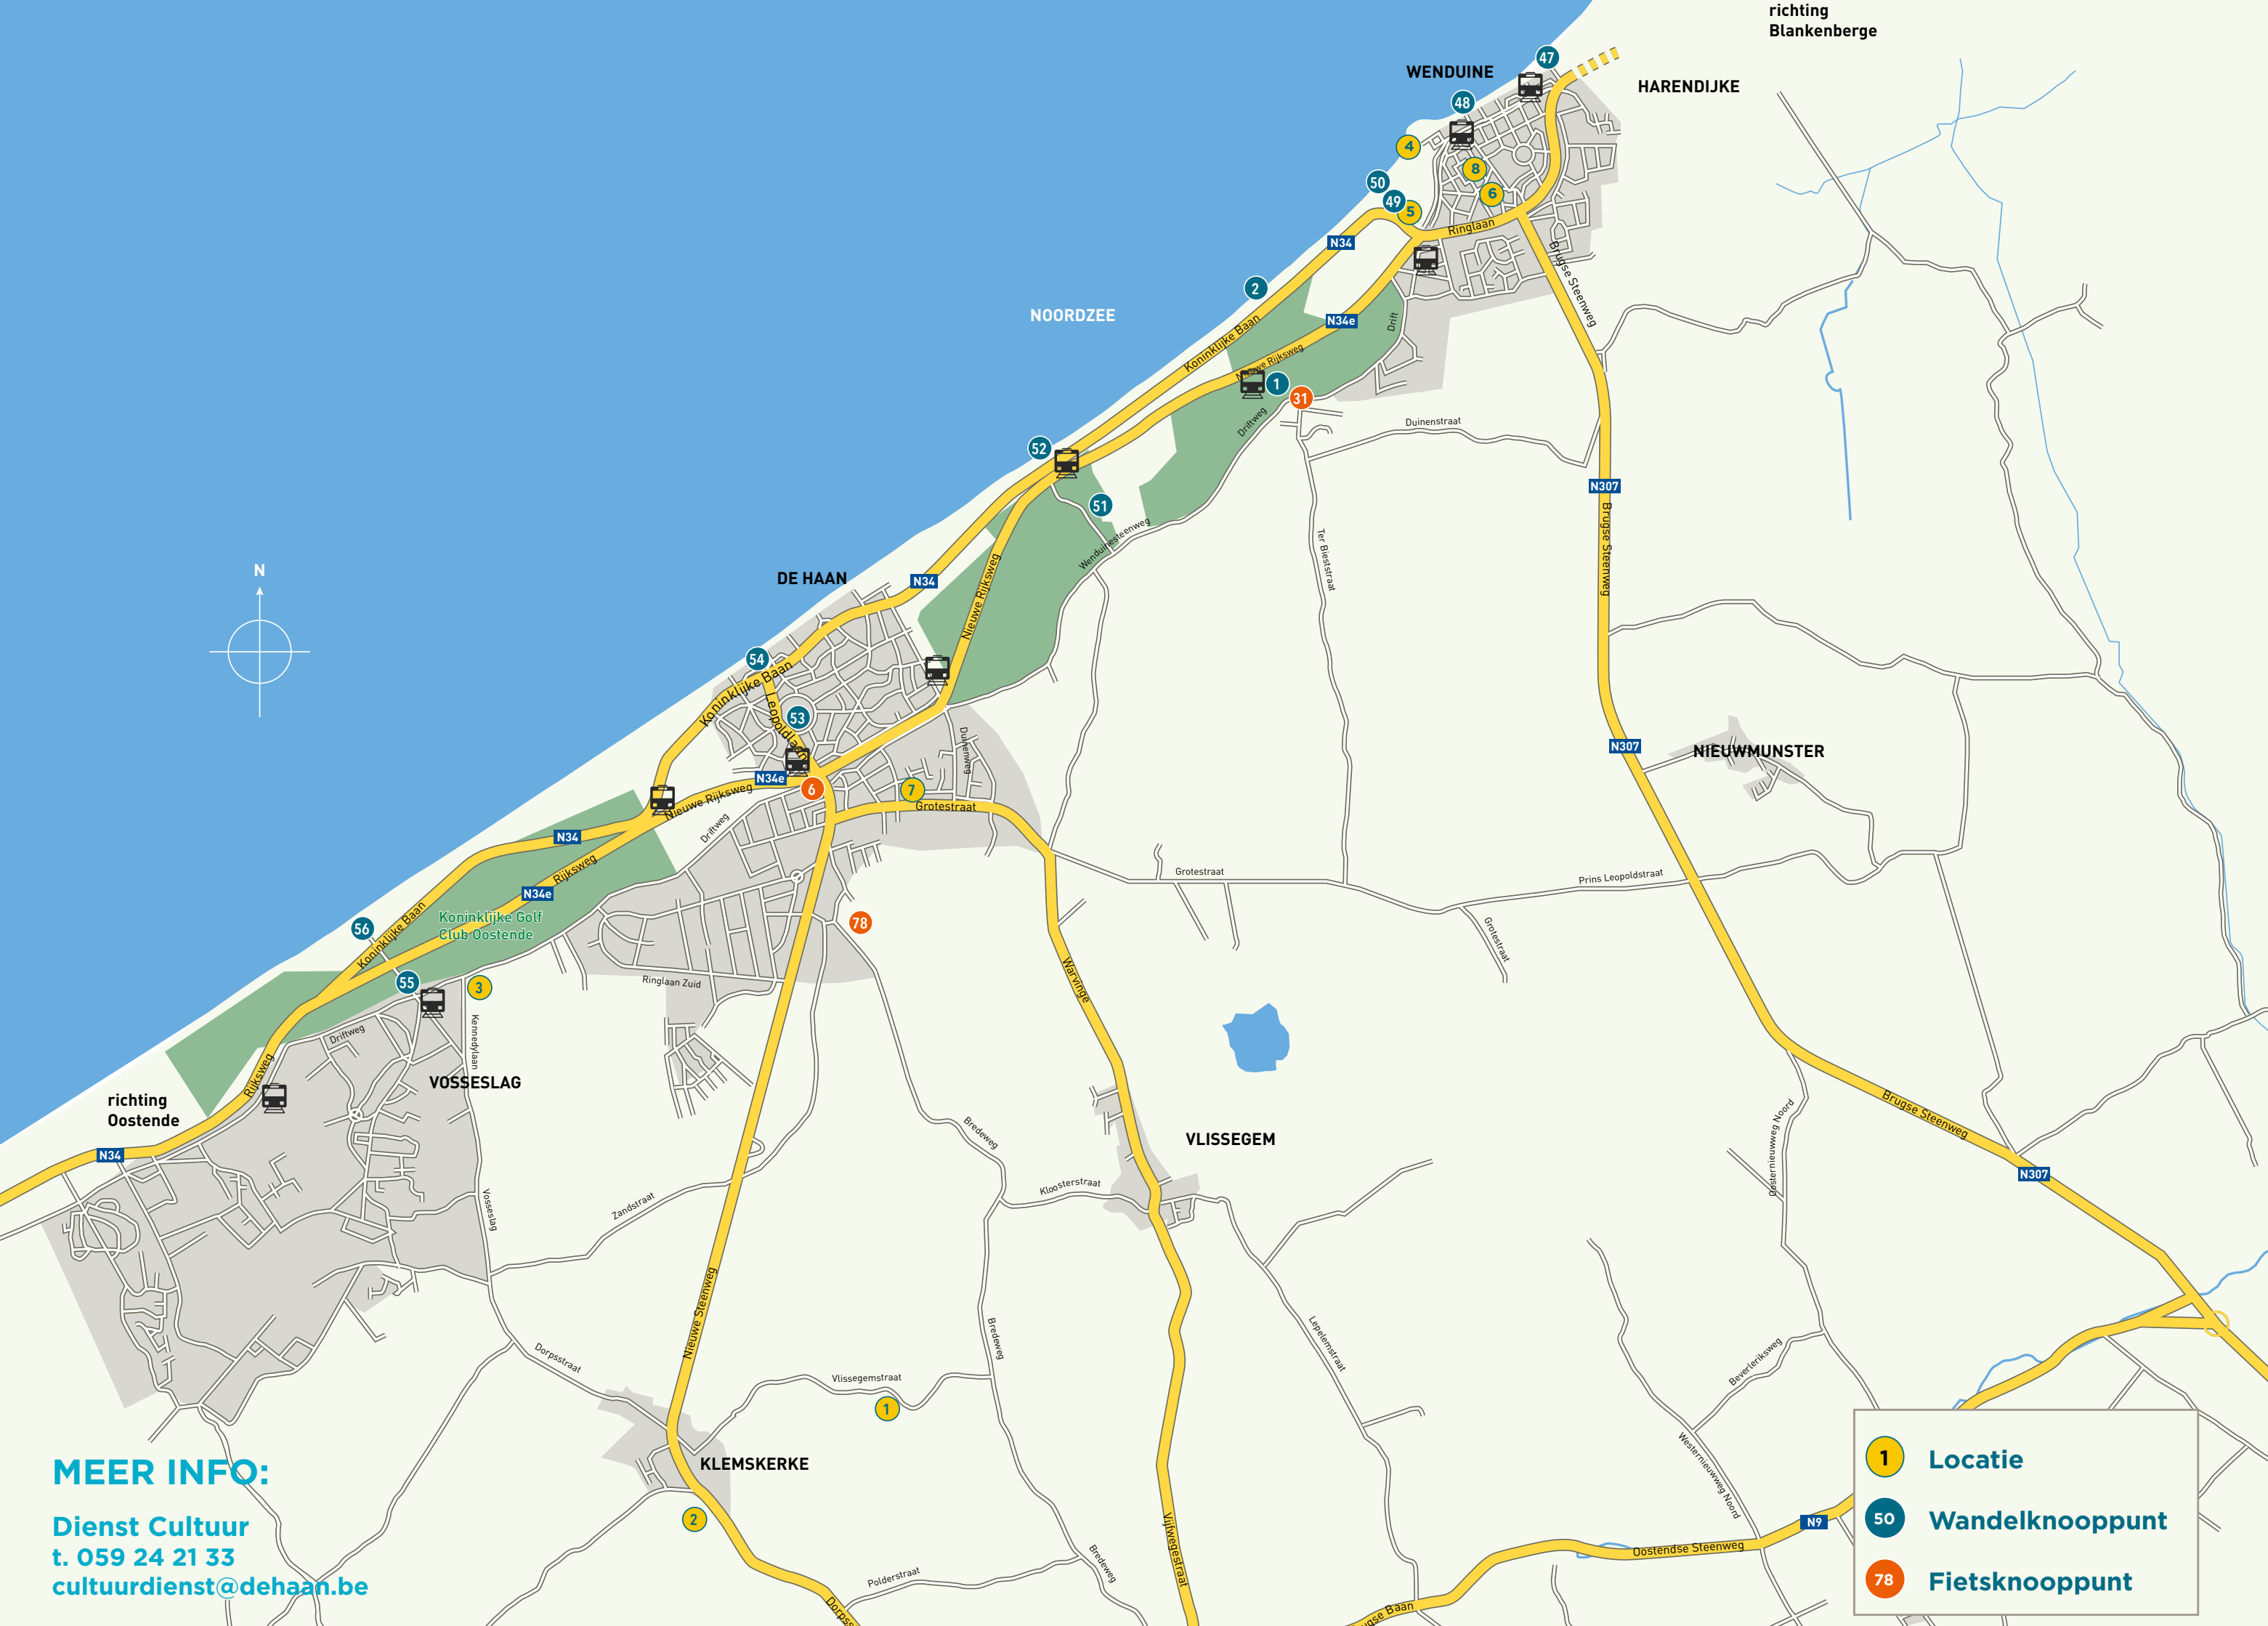 richting
Blankenberge
47
WENDUINE
HARENDIJKE
48
4
8
50
6
49
5
Ringlaan
N34
Brugse Steenweg
2
NOORDZEE
N34e
Drift
Koninklijke Baan
Nieuwe Rijksweg
1
31
Driftweg
Duinenstraat
52
N307
51
Wenduinesteenweg
Brugse Steenweg
Ter Bieststraat
N
DE HAAN
N34
Nieuwe Rijksweg
54
Koninklijke Baan
Leopoldlaan
53
Duinenweg
N307
NIEUWMUNSTER
N34e
6
7
Nieuwe Rijksweg
Grotestraat
Driftweg
N34
Rijksweg
Grotestraat
Prins Leopoldstraat
N34e
Koninklijke Golf
Club Oostende
Koninklijke Baan
56
78
Grotestraat
55
3
Ringlaan Zuid
Warvinge
Driftweg
Kennedylaan
Rijksweg
VOSSESLAG
richting
Oostende
Brugse Steenweg
Bredeweg
VLISSEGEM
Oosternieuwweg Noord
N34
N307
Kloosterstraat
Zandstraat
Vosseslag
Nieuwe Steenweg
Bredeweg
Lepelemstraat
Dorpsstraat
Beverleriksweg
Vlissegemstraat
1
KLEMSKERKE
Westernieuwweg Noord
MEER INFO:
2
Dienst Cultuur
t. 059 24 21 33
cultuurdienst@dehaan.be
Vijfwegestraat
N9
Oostendse Steenweg
Bredeweg
Polderstraat
Dorpss
ugse Baan
1 Locatie
50 Wandelknooppunt
78 Fietsknooppunt